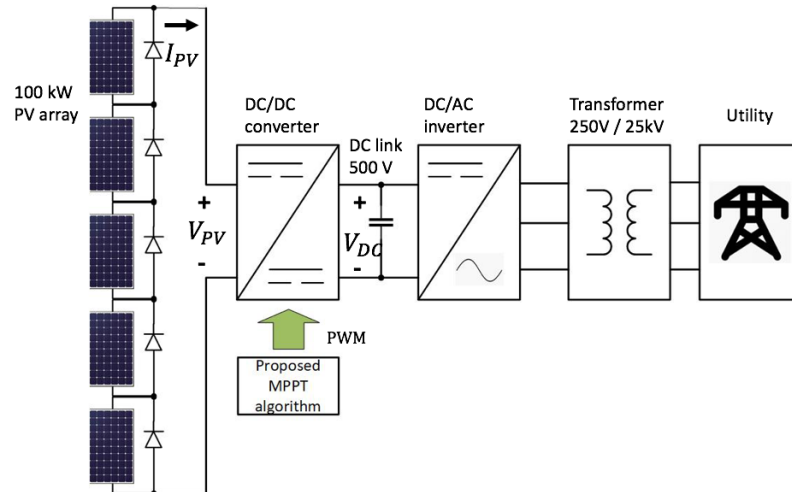 I_PV
100 kW
PV array
DC/DC
converter
DC link
500 V
DC/AC
inverter
Transformer
250V / 25kV
Utility
+
V_PV
-
+
V_DC
-
PWM
Proposed
MPPT
algorithm